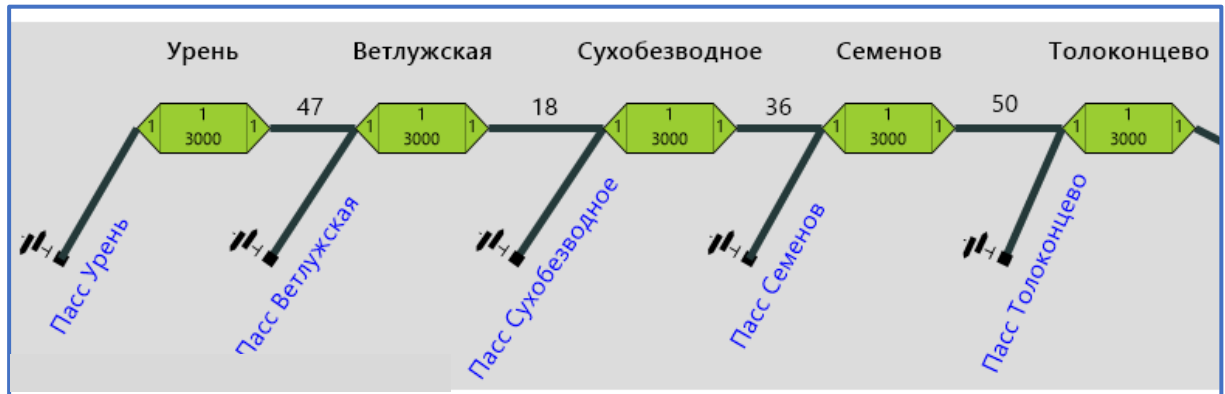 Урень Ветлужская Сухобезводное Семенов Толоконцево
47 18 36 50
1 1 1 1 1
1 1 1 1 1 1 1 1 1 1
3000 3000 3000 3000 3000
Пасс Урень
Пасс Ветлужская
Пасс Сухобезводное
Пасс Семенов
Пасс Толоконцево